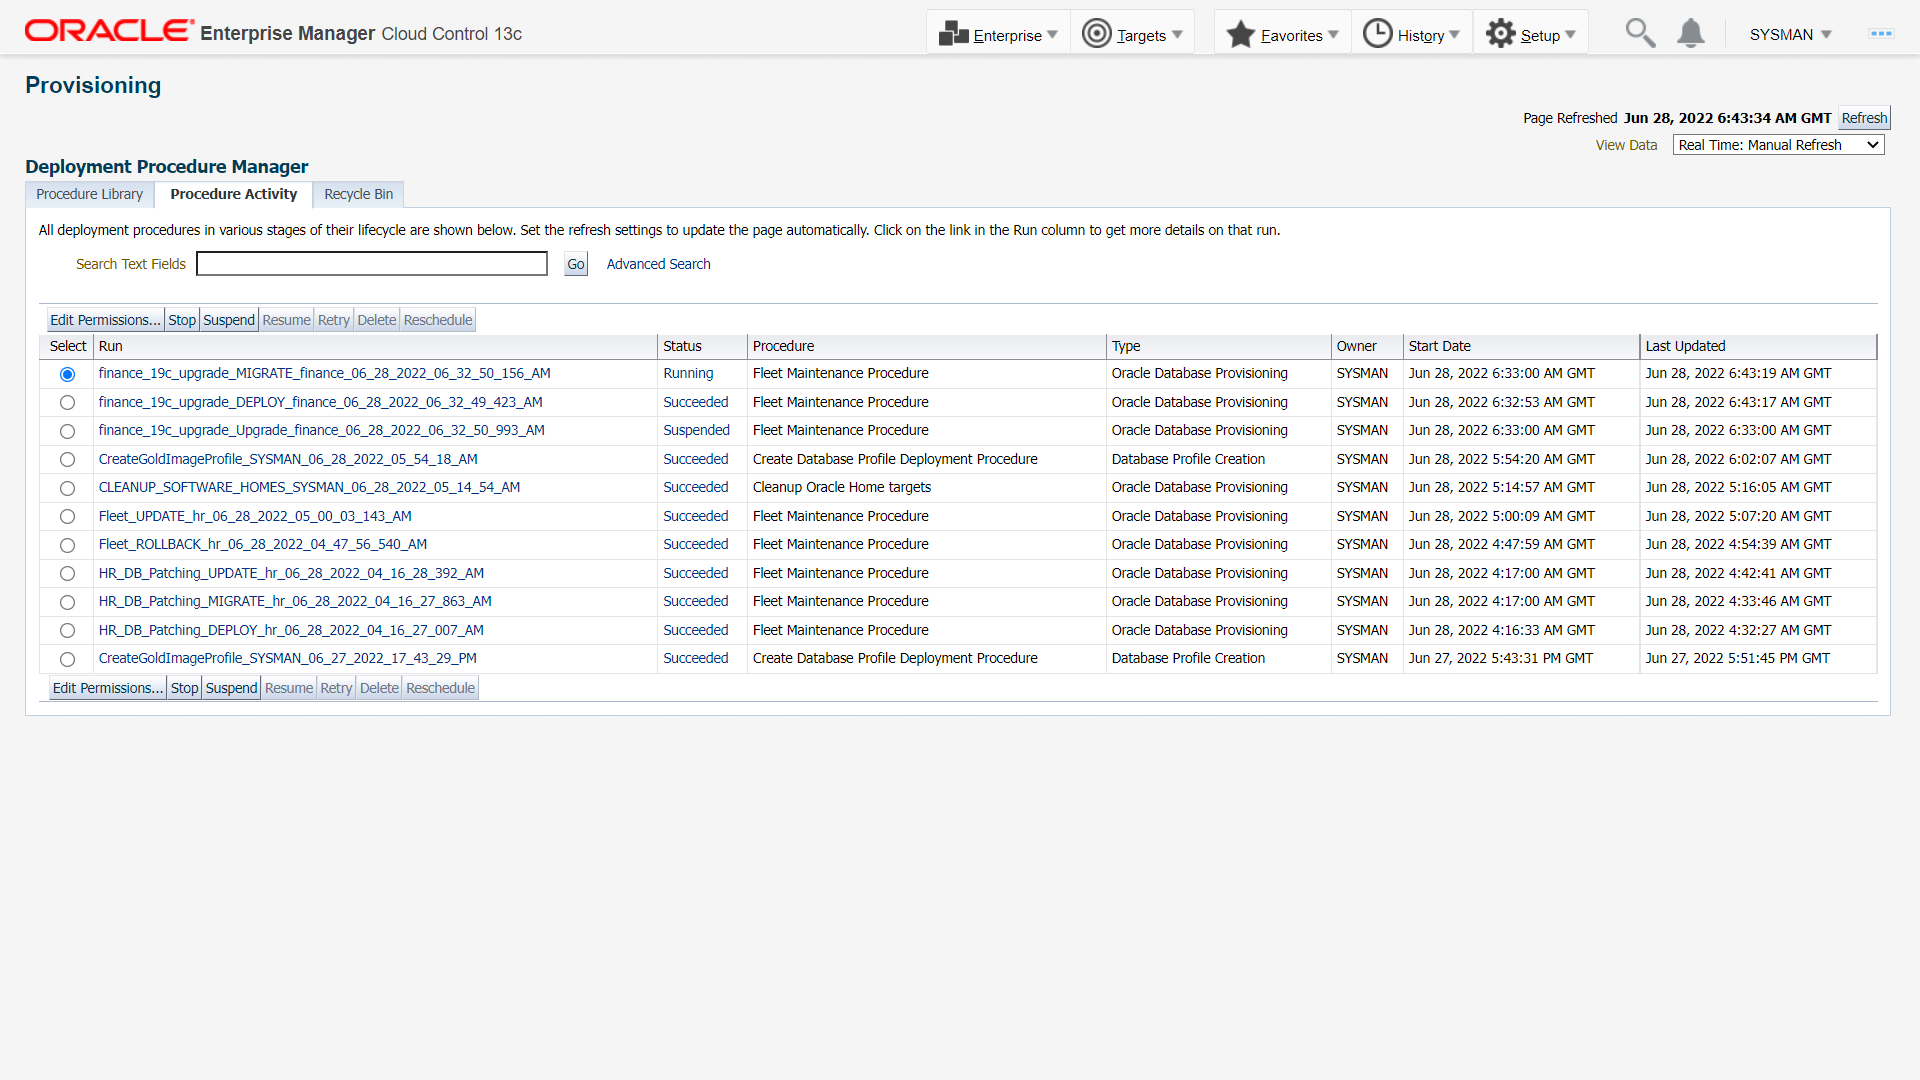 ORACLE® Enterprise Manager Cloud Control 13c
Enterprise Targets Favorites History Setup SYSMAN
Provisioning
Page Refreshed Jun 28, 2022 6:43:34 AM GMT Refresh
View Data Real Time: Manual Refresh
Deployment Procedure Manager
Procedure Library Procedure Activity Recycle Bin
All deployment procedures in various stages of their lifecycle are shown below. Set the refresh settings to update the page automatically. Click on the link in the Run column to get more details on that run.
Search Text Fields Go Advanced Search
Edit Permissions... Stop Suspend Resume Retry Delete Reschedule
Select Run Status Procedure Type Owner Start Date Last Updated
finance_19c_upgrade_MIGRATE_finance_06_28_2022_06_32_50_156_AM Running Fleet Maintenance Procedure Oracle Database Provisioning SYSMAN Jun 28, 2022 6:33:00 AM GMT Jun 28, 2022 6:43:19 AM GMT
finance_19c_upgrade_DEPLOY_finance_06_28_2022_06_32_49_423_AM Succeeded Fleet Maintenance Procedure Oracle Database Provisioning SYSMAN Jun 28, 2022 6:32:53 AM GMT Jun 28, 2022 6:43:17 AM GMT
finance_19c_upgrade_Upgrade_finance_06_28_2022_06_32_50_993_AM Suspended Fleet Maintenance Procedure Oracle Database Provisioning SYSMAN Jun 28, 2022 6:33:00 AM GMT Jun 28, 2022 6:33:00 AM GMT
CreateGoldImageProfile_SYSMAN_06_28_2022_05_54_18_AM Succeeded Create Database Profile Deployment Procedure Database Profile Creation SYSMAN Jun 28, 2022 5:54:20 AM GMT Jun 28, 2022 6:02:07 AM GMT
CLEANUP_SOFTWARE_HOMES_SYSMAN_06_28_2022_05_14_54_AM Succeeded Cleanup Oracle Home targets Oracle Database Provisioning SYSMAN Jun 28, 2022 5:14:57 AM GMT Jun 28, 2022 5:16:05 AM GMT
Fleet_UPDATE_hr_06_28_2022_05_00_03_143_AM Succeeded Fleet Maintenance Procedure Oracle Database Provisioning SYSMAN Jun 28, 2022 5:00:09 AM GMT Jun 28, 2022 5:07:20 AM GMT
Fleet_ROLLBACK_hr_06_28_2022_04_47_56_540_AM Succeeded Fleet Maintenance Procedure Oracle Database Provisioning SYSMAN Jun 28, 2022 4:47:59 AM GMT Jun 28, 2022 4:54:39 AM GMT
HR_DB_Patching_UPDATE_hr_06_28_2022_04_16_28_392_AM Succeeded Fleet Maintenance Procedure Oracle Database Provisioning SYSMAN Jun 28, 2022 4:17:00 AM GMT Jun 28, 2022 4:42:41 AM GMT
HR_DB_Patching_MIGRATE_hr_06_28_2022_04_16_27_863_AM Succeeded Fleet Maintenance Procedure Oracle Database Provisioning SYSMAN Jun 28, 2022 4:17:00 AM GMT Jun 28, 2022 4:33:46 AM GMT
HR_DB_Patching_DEPLOY_hr_06_28_2022_04_16_27_007_AM Succeeded Fleet Maintenance Procedure Oracle Database Provisioning SYSMAN Jun 28, 2022 4:16:33 AM GMT Jun 28, 2022 4:32:27 AM GMT
CreateGoldImageProfile_SYSMAN_06_27_2022_17_43_29_PM Succeeded Create Database Profile Deployment Procedure Database Profile Creation SYSMAN Jun 27, 2022 5:43:31 PM GMT Jun 27, 2022 5:51:45 PM GMT
Edit Permissions... Stop Suspend Resume Retry Delete Reschedule